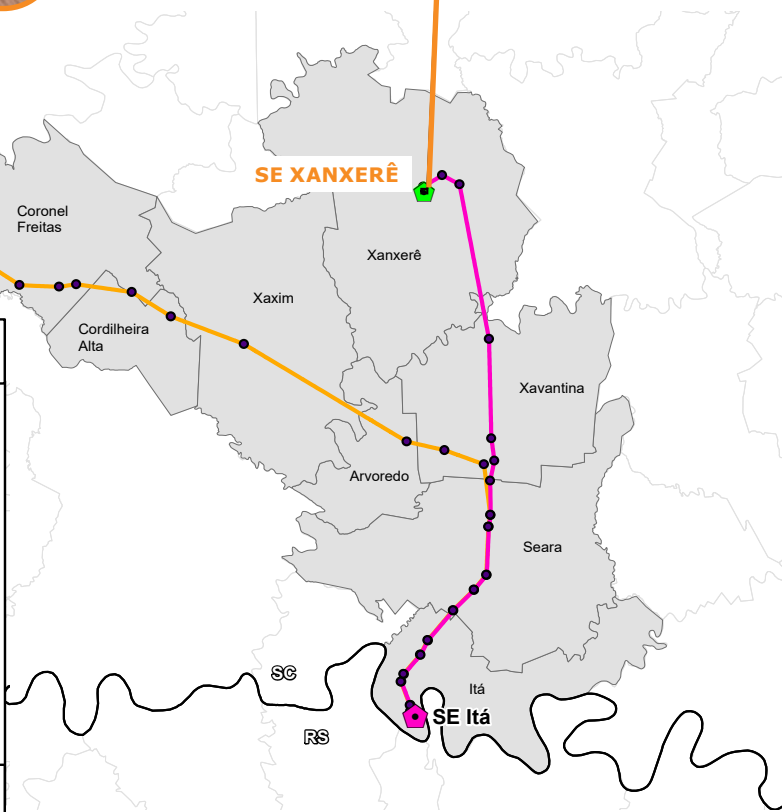 SE XANXERÊ
Coronel
Freitas
Xanxerê
Xaxim
Cordilheira
Alta
Xavantina
Arvoredo
Seara
SC
Itá
SE Itá
RS